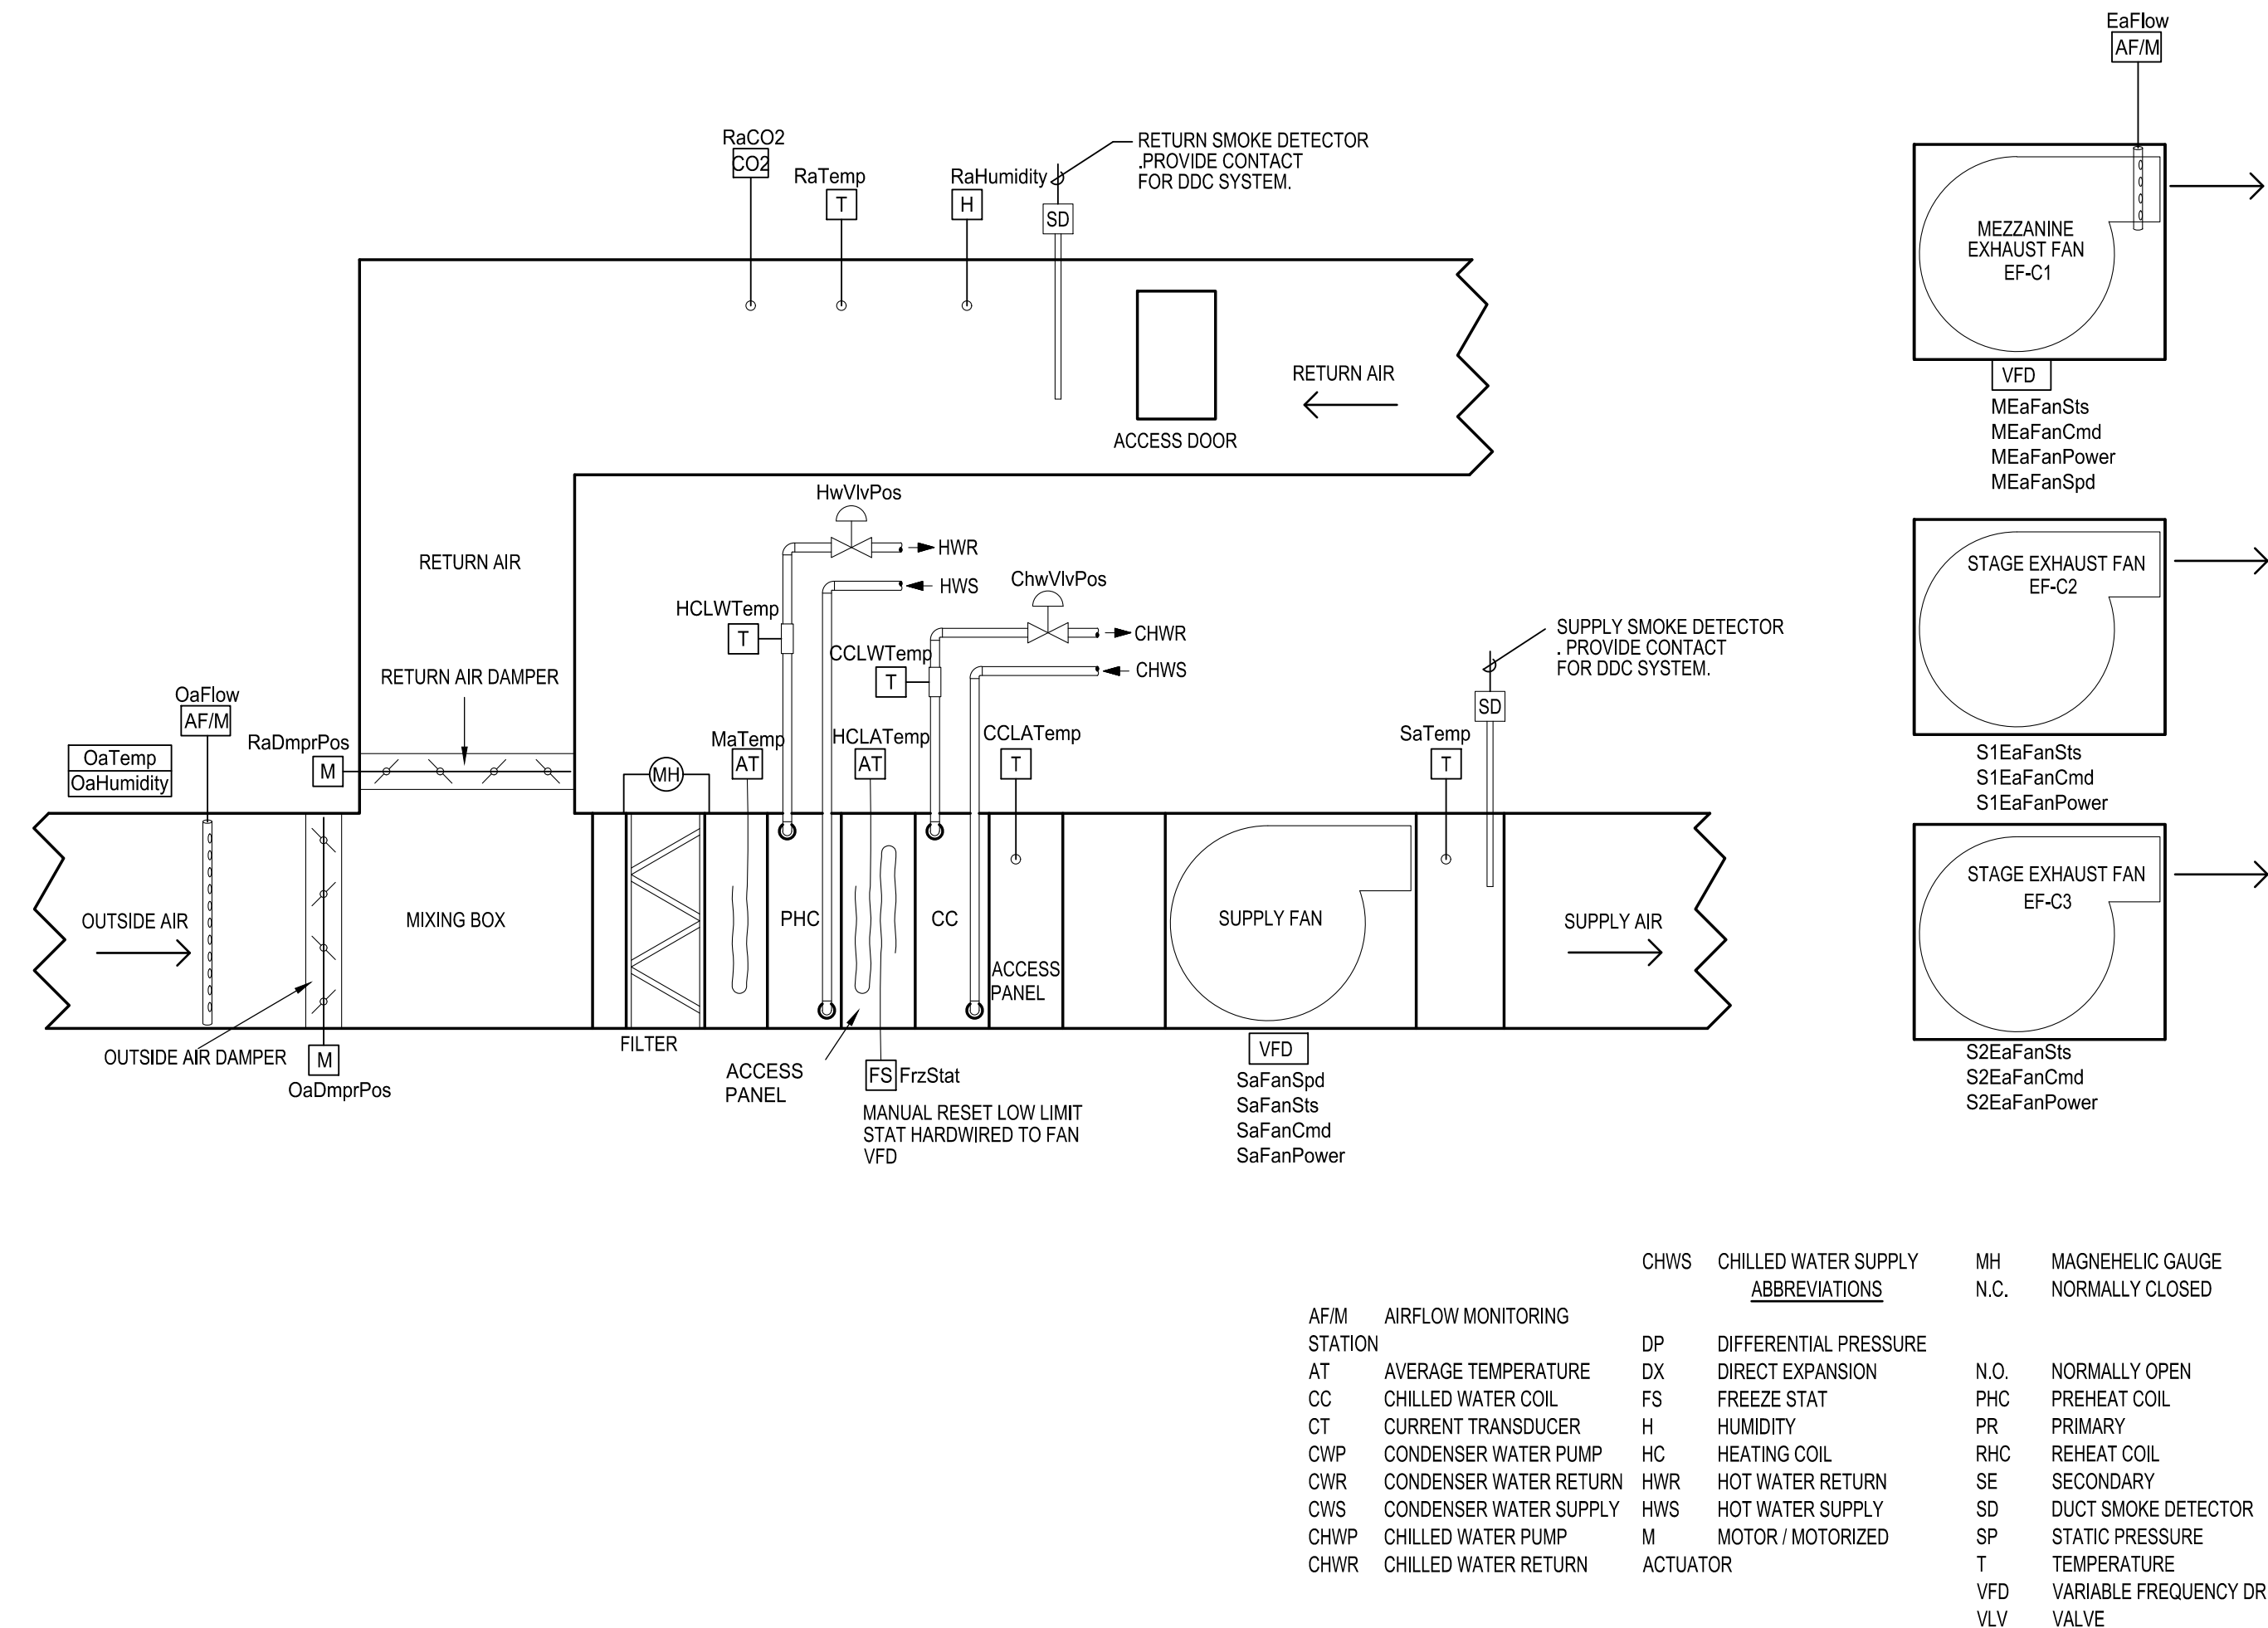 EaFlow
AF/M
RaCO2
CO2
RaTemp
T
RaHumidity
H
SD
RETURN SMOKE DETECTOR
.PROVIDE CONTACT
FOR DDC SYSTEM.
MEZZANINE
EXHAUST FAN
EF-C1
VFD
MEaFanSts
MEaFanCmd
MEaFanPower
MEaFanSpd
RETURN AIR
ACCESS DOOR
HwVlvPos
HWR
HWS
RETURN AIR
HCLWTemp
T
ChwVlvPos
CHWR
CHWS
CCLWTemp
T
STAGE EXHAUST FAN
EF-C2
S1EaFanSts
S1EaFanCmd
S1EaFanPower
SUPPLY SMOKE DETECTOR
. PROVIDE CONTACT
FOR DDC SYSTEM.
SD
RETURN AIR DAMPER
OaFlow
AF/M
RaDmprPos
M
OaTemp
OaHumidity
MH
MaTemp
AT
HCLATemp
AT
CCLATemp
T
SaTemp
T
OUTSIDE AIR
MIXING BOX
PHC
CC
ACCESS
PANEL
SUPPLY FAN
SUPPLY AIR
STAGE EXHAUST FAN
EF-C3
S2EaFanSts
S2EaFanCmd
S2EaFanPower
OUTSIDE AIR DAMPER
M
OaDmprPos
FILTER
ACCESS
PANEL
FS
FrzStat
MANUAL RESET LOW LIMIT
STAT HARDWIRED TO FAN
VFD
VFD
SaFanSpd
SaFanSts
SaFanCmd
SaFanPower
CHWS CHILLED WATER SUPPLY MH MAGNEHELIC GAUGE
ABBREVIATIONS N.C. NORMALLY CLOSED
AF/M AIRFLOW MONITORING
STATION DP DIFFERENTIAL PRESSURE
AT AVERAGE TEMPERATURE DX DIRECT EXPANSION N.O. NORMALLY OPEN
CC CHILLED WATER COIL FS FREEZE STAT PHC PREHEAT COIL
CT CURRENT TRANSDUCER H HUMIDITY PR PRIMARY
CWP CONDENSER WATER PUMP HC HEATING COIL RHC REHEAT COIL
CWR CONDENSER WATER RETURN HWR HOT WATER RETURN SE SECONDARY
CWS CONDENSER WATER SUPPLY HWS HOT WATER SUPPLY SD DUCT SMOKE DETECTOR
CHWP CHILLED WATER PUMP M MOTOR / MOTORIZED SP STATIC PRESSURE
CHWR CHILLED WATER RETURN ACTUATOR T TEMPERATURE
VFD VARIABLE FREQUENCY DR
VLV VALVE